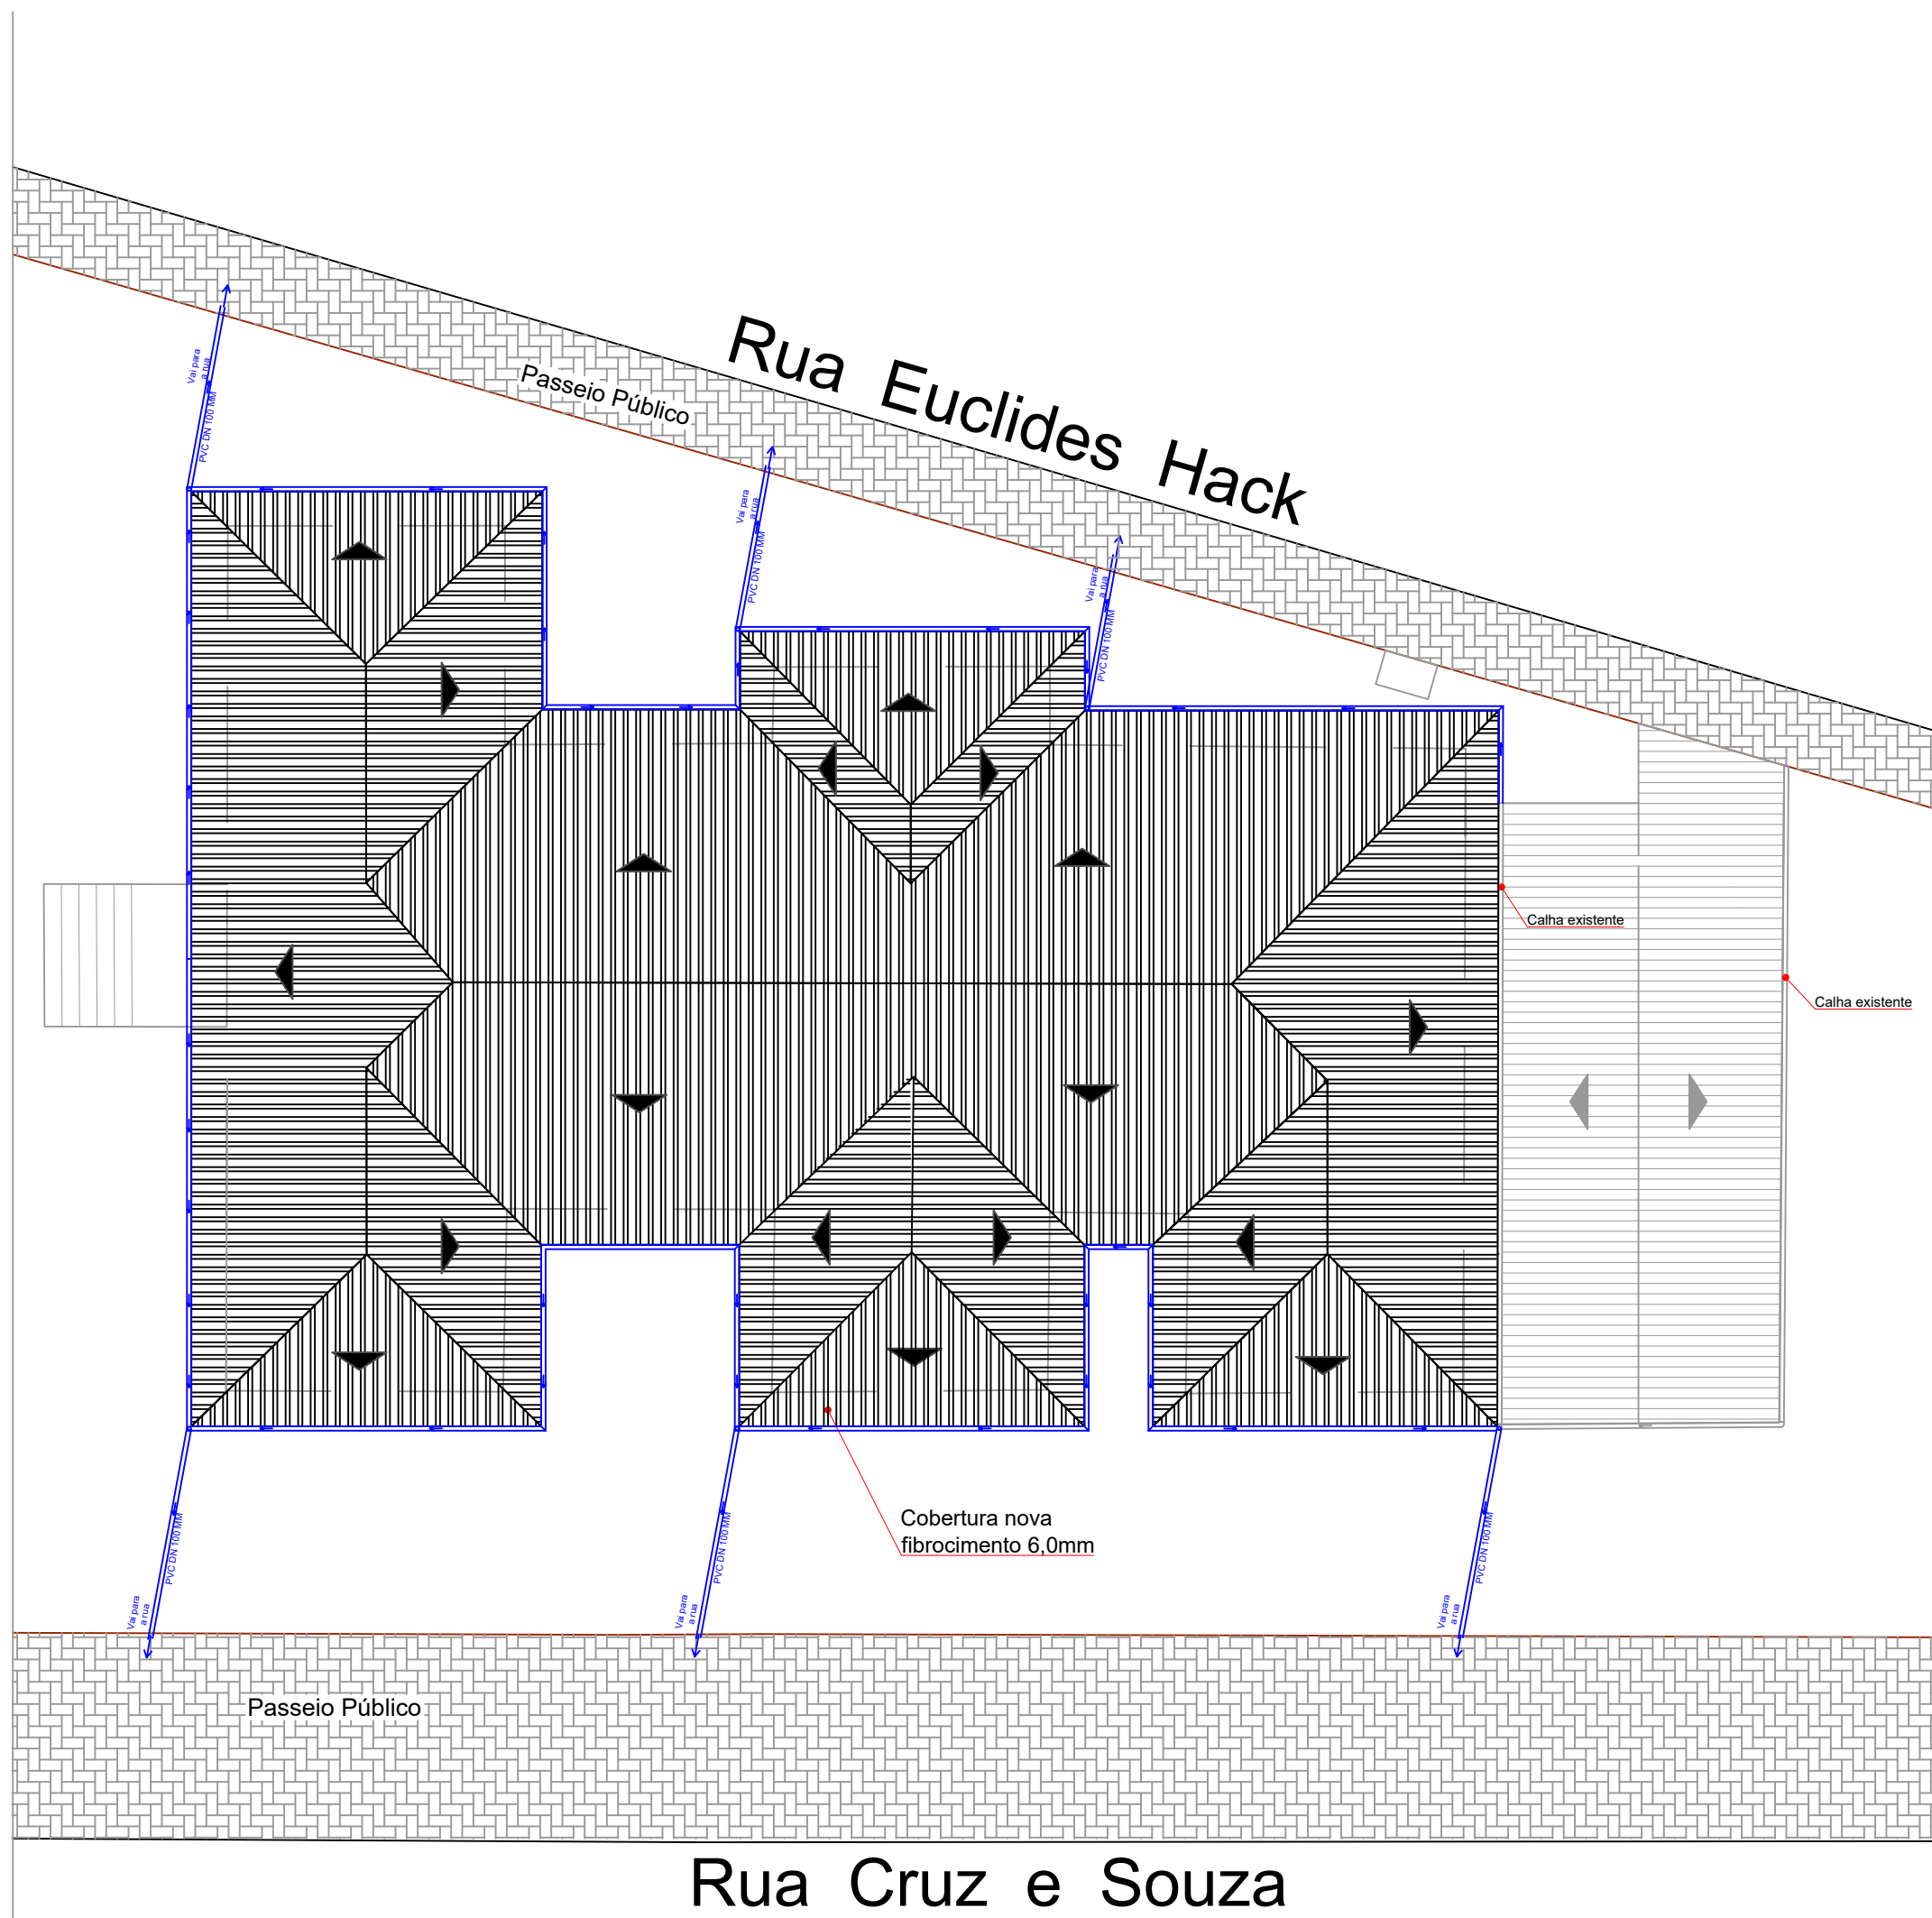 Rua Euclides Hack
Passeio Público
Vai para
a rua
PVC DN 100 MM
Vai para
a rua
PVC DN 100 MM
Vai para
a rua
PVC DN 100 MM
Calha existente
Calha existente
Cobertura nova
fibrocimento 6,0mm
PVC DN 100 MM
Vai para
a rua
PVC DN 100 MM
Vai para
a rua
PVC DN 100 MM
Vai para
a rua
Passeio Público
Rua Cruz e Souza